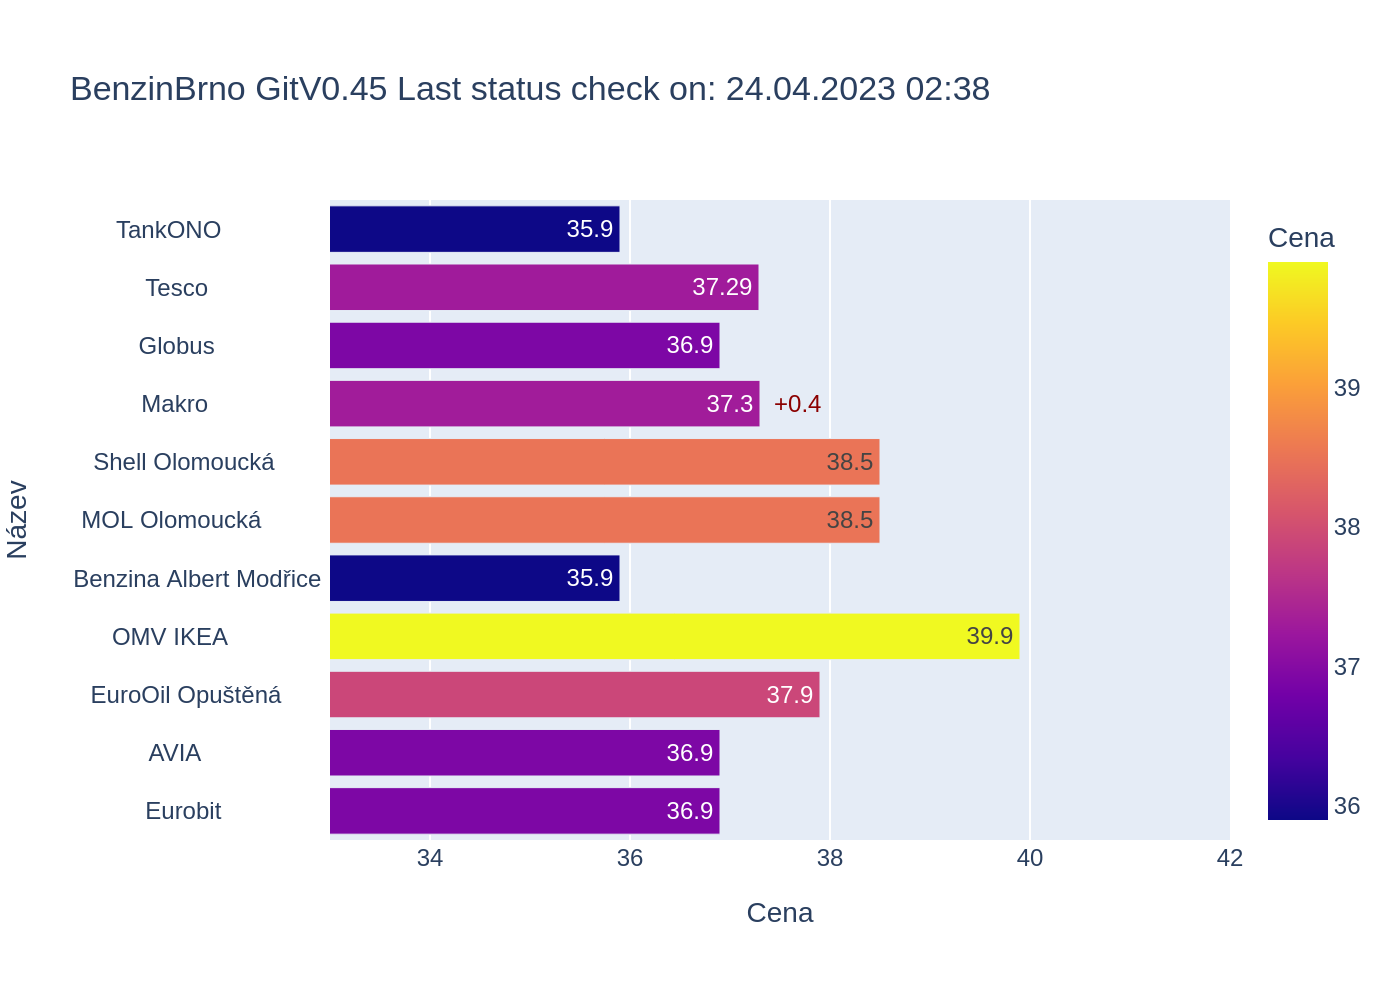 BenzinBrno GitV0.45 Last status check on: 24.04.2023 02:38
Název
TankONO 35.9
Tesco 37.29
Globus 36.9
Makro 37.3 +0.4
Shell Olomoucká 38.5
MOL Olomoucká 38.5
Benzina Albert Modřice 35.9
OMV IKEA 39.9
EuroOil Opuštěná 37.9
AVIA 36.9
Eurobit 36.9
34 36 38 40 42
Cena
Cena
39
38
37
36